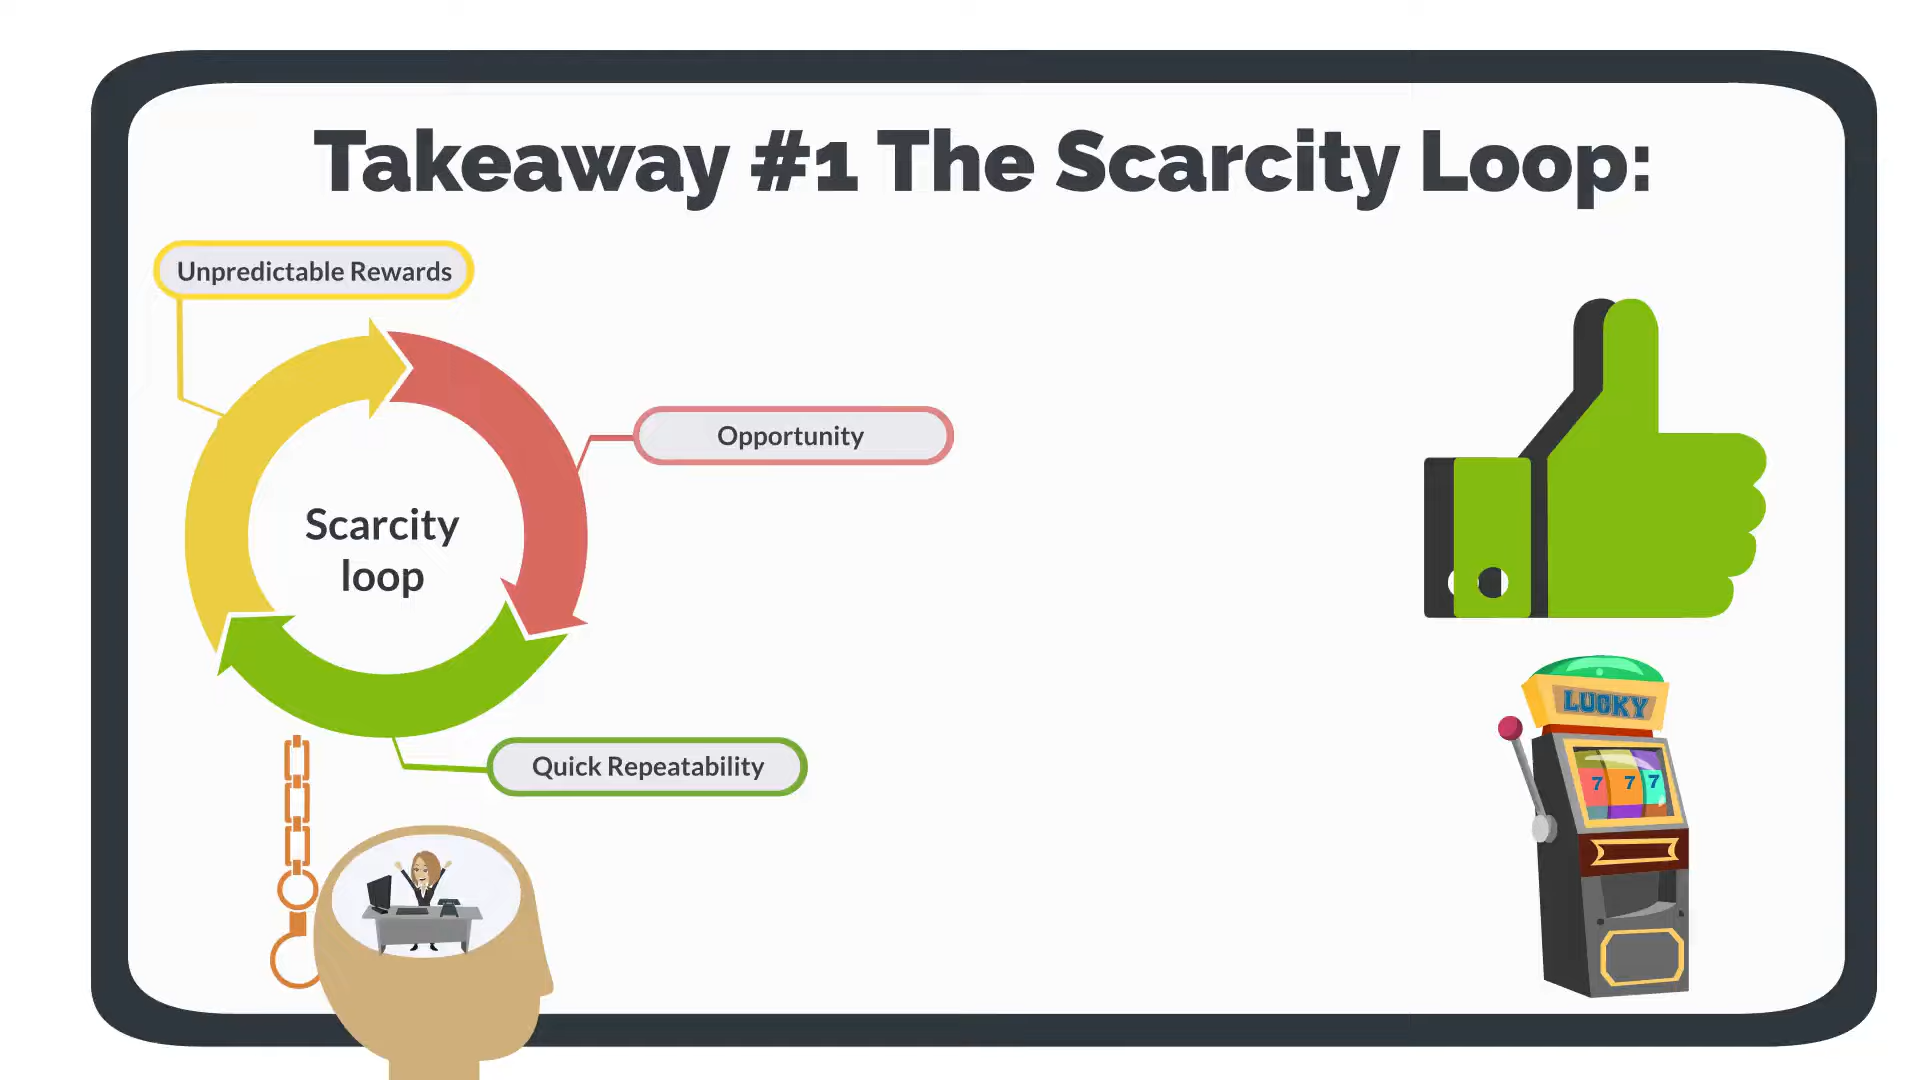 Takeaway #1 The Scarcity Loop:
Unpredictable Rewards
Opportunity
Scarcity
loop
Quick Repeatability
LUCKY
7 7 7